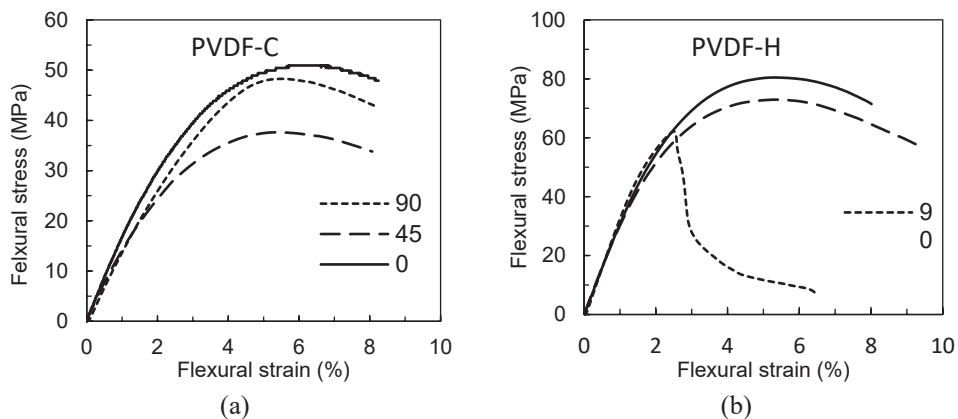 60
50
40
30
20
10
0
Felxural stress (MPa)
PVDF-C
90
45
0
0 2 4 6 8 10
Flexural strain (%)
(a)
100
80
60
40
20
0
Flexural stress (MPa)
PVDF-H
9
0
0 2 4 6 8 10
Flexural strain (%)
(b)